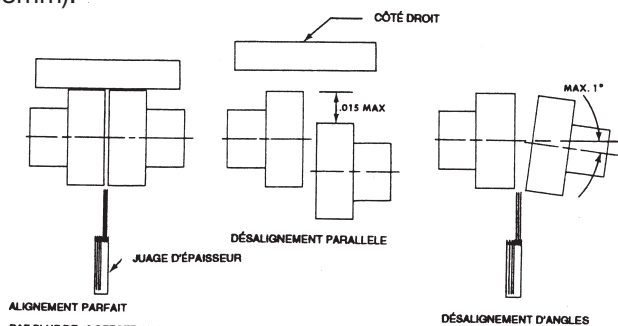 mm).
CÔTÉ DROIT
MAX. 1°
.015 MAX
DÉSALIGNEMENT PARALLELE
JUAGE D'ÉPAISSEUR
ALIGNEMENT PARFAIT
DÉSALIGNEMENT D'ANGLES